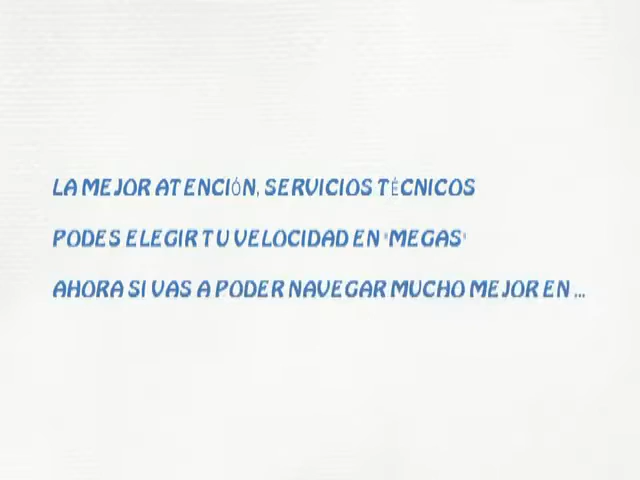 LA MEJOR ATENCIÓN, SERVICIOS TÉCNICOS
PODES ELEGIR TU VELOCIDAD EN "MEGAS"
AHORA SI VAS A PODER NAVEGAR MUCHO MEJOR EN ...